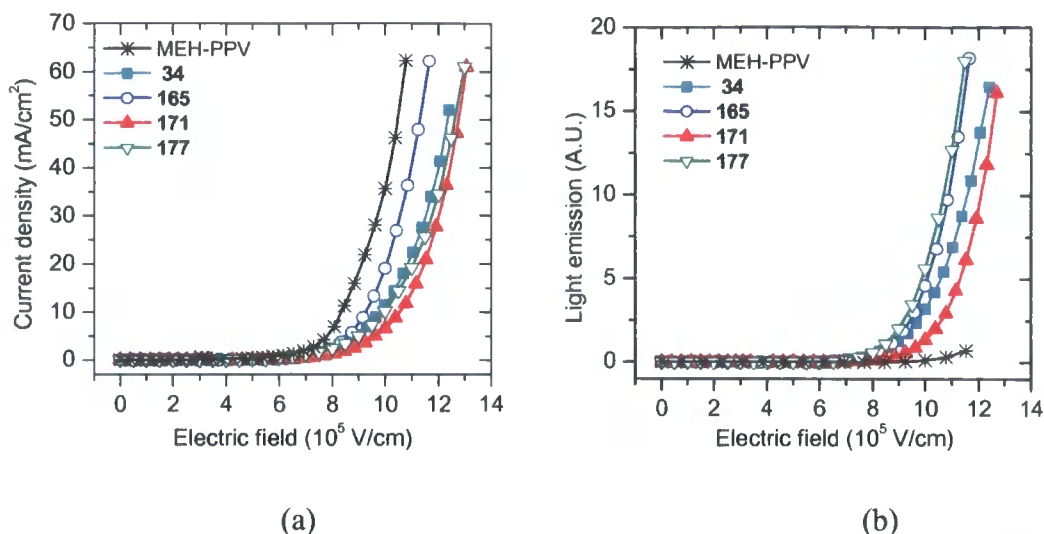 70
60
50
40
30
20
10
0
Current density (mA/cm²)
MEH-PPV
34
165
171
177
0 2 4 6 8 10 12 14
Electric field (10⁵ V/cm)
(a)
20
15
10
5
0
Light emission (A.U.)
MEH-PPV
34
165
171
177
0 2 4 6 8 10 12 14
Electric field (10⁵ V/cm)
(b)